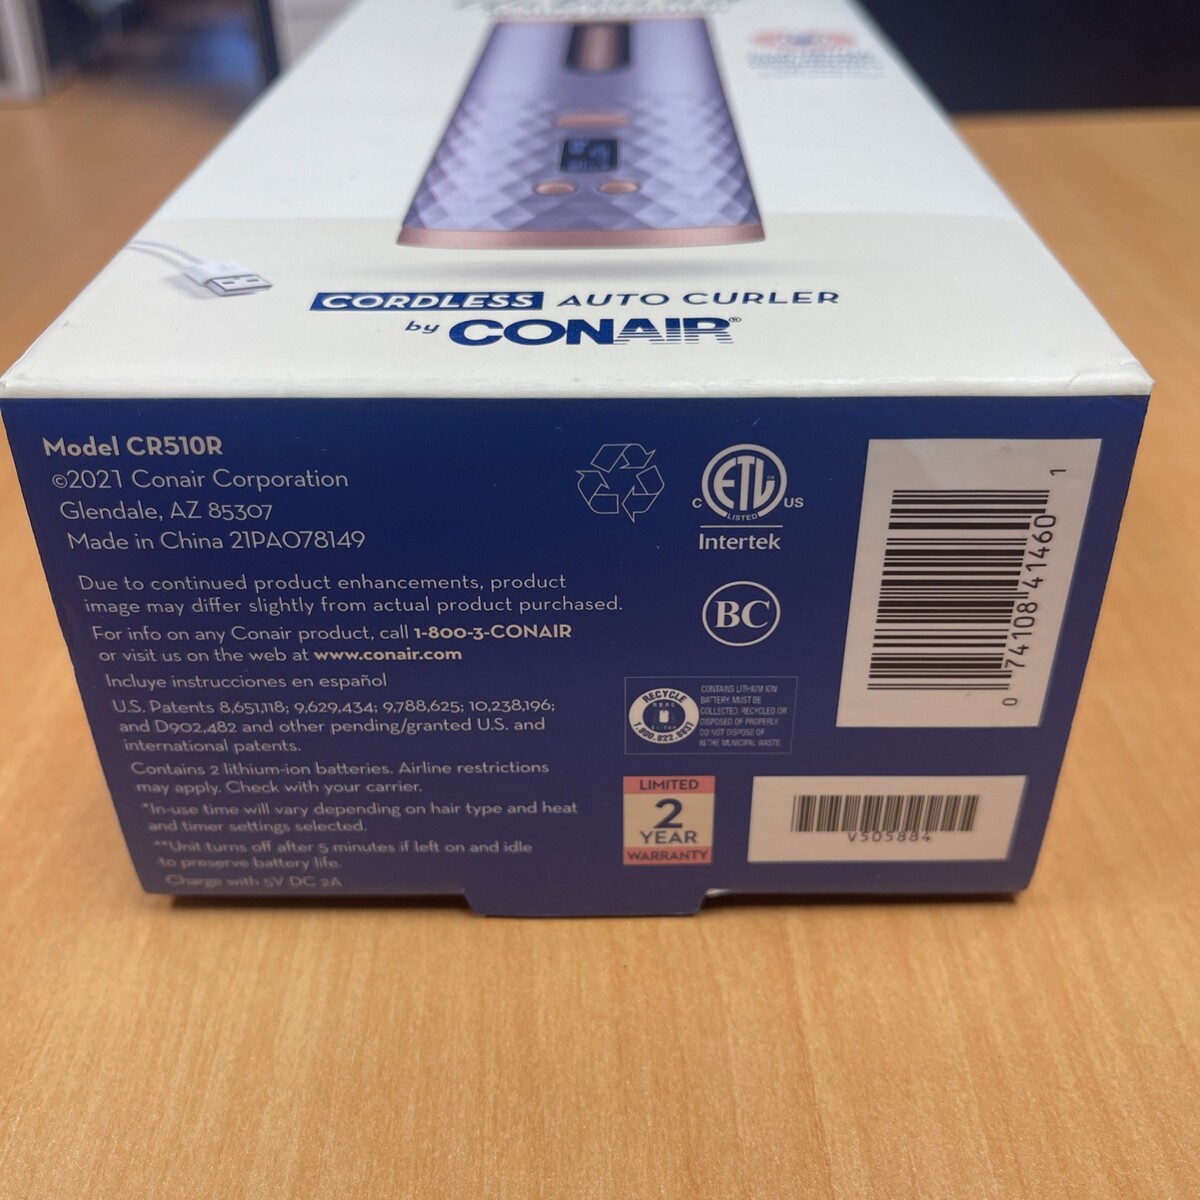 CORDLESS AUTO CURLER
by CONAIR®
Model CR510R
©2021 Conair Corporation
Glendale, AZ 85307
Made in China 21PA078149
Due to continued product enhancements, product
image may differ slightly from actual product purchased.
For info on any Conair product, call 1-800-3-CONAIR
or visit us on the web at www.conair.com
Incluye instrucciones en español
U.S. Patents 8,651,118; 9,629,434; 9,788,625; 10,238,196;
and D902,482 and other pending/granted U.S. and
international patents.
Contains 2 lithium-ion batteries. Airline restrictions
may apply. Check with your carrier.
*In-use time will vary depending on hair type and heat
and timer settings selected.
**Unit turns off after 5 minutes if left on and idle
to preserve battery life.
Charge with 5V DC 2A
C ETL US
LISTED
Intertek
BC
RECYCLE
RBRC
Li-Ion
1.800.822.8837
CONTAINS LITHIUM ION
BATTERY. MUST BE
COLLECTED, RECYCLED OR
DISPOSED OF PROPERLY.
DO NOT DISPOSE OF
IN THE MUNICIPAL WASTE.
LIMITED
2
YEAR
WARRANTY
0 74108 41460 1
V505884